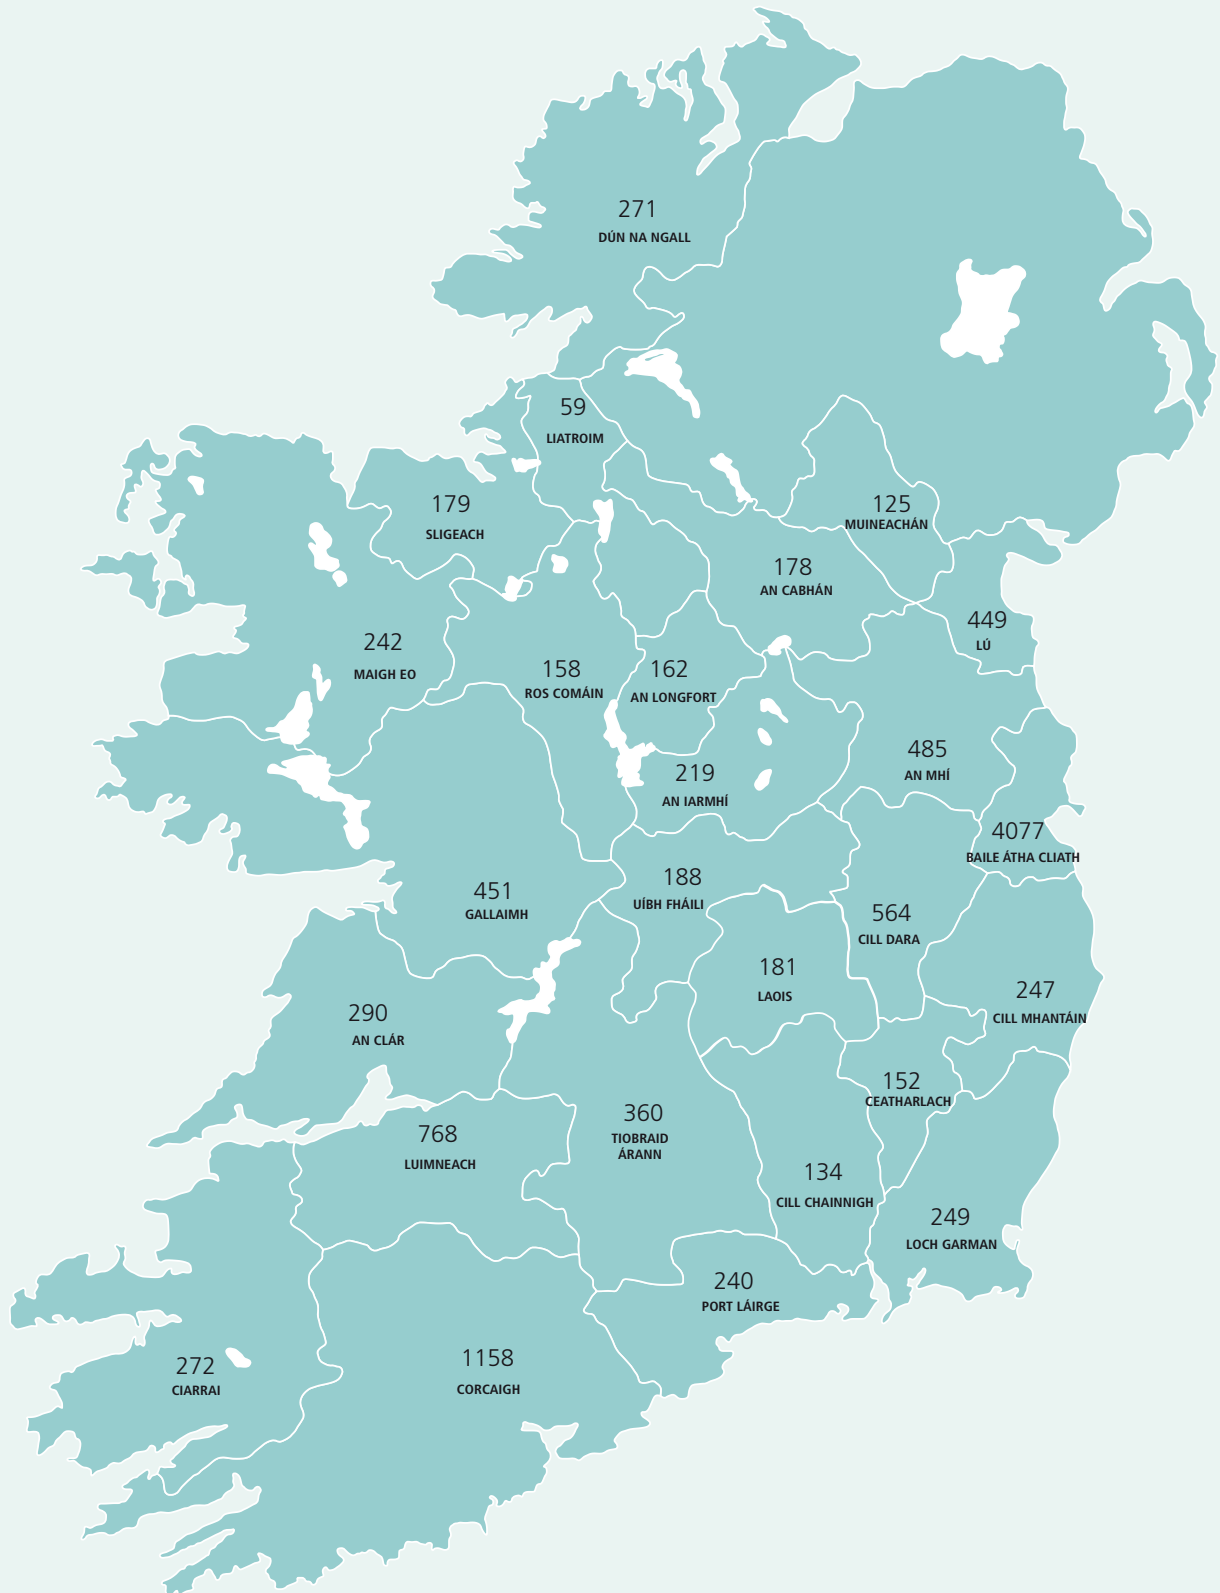 271
DÚN NA NGALL
59
LIATROIM
179
SLIGEACH
125
MUINEACHÁN
178
AN CABHÁN
449
LÚ
242
MAIGH EO
158
ROS COMÁIN
162
AN LONGFORT
485
AN MHÍ
219
AN IARMHÍ
4077
BAILE ÁTHA CLIATH
451
GALLAIMH
188
UÍBH FHÁILI
564
CILL DARA
181
LAOIS
247
CILL MHANTÁIN
290
AN CLÁR
152
CEATHARLACH
360
TIOBRAID
ÁRANN
768
LUIMNEACH
134
CILL CHAINNIGH
249
LOCH GARMAN
240
PORT LÁIRGE
272
CIARRAI
1158
CORCAIGH